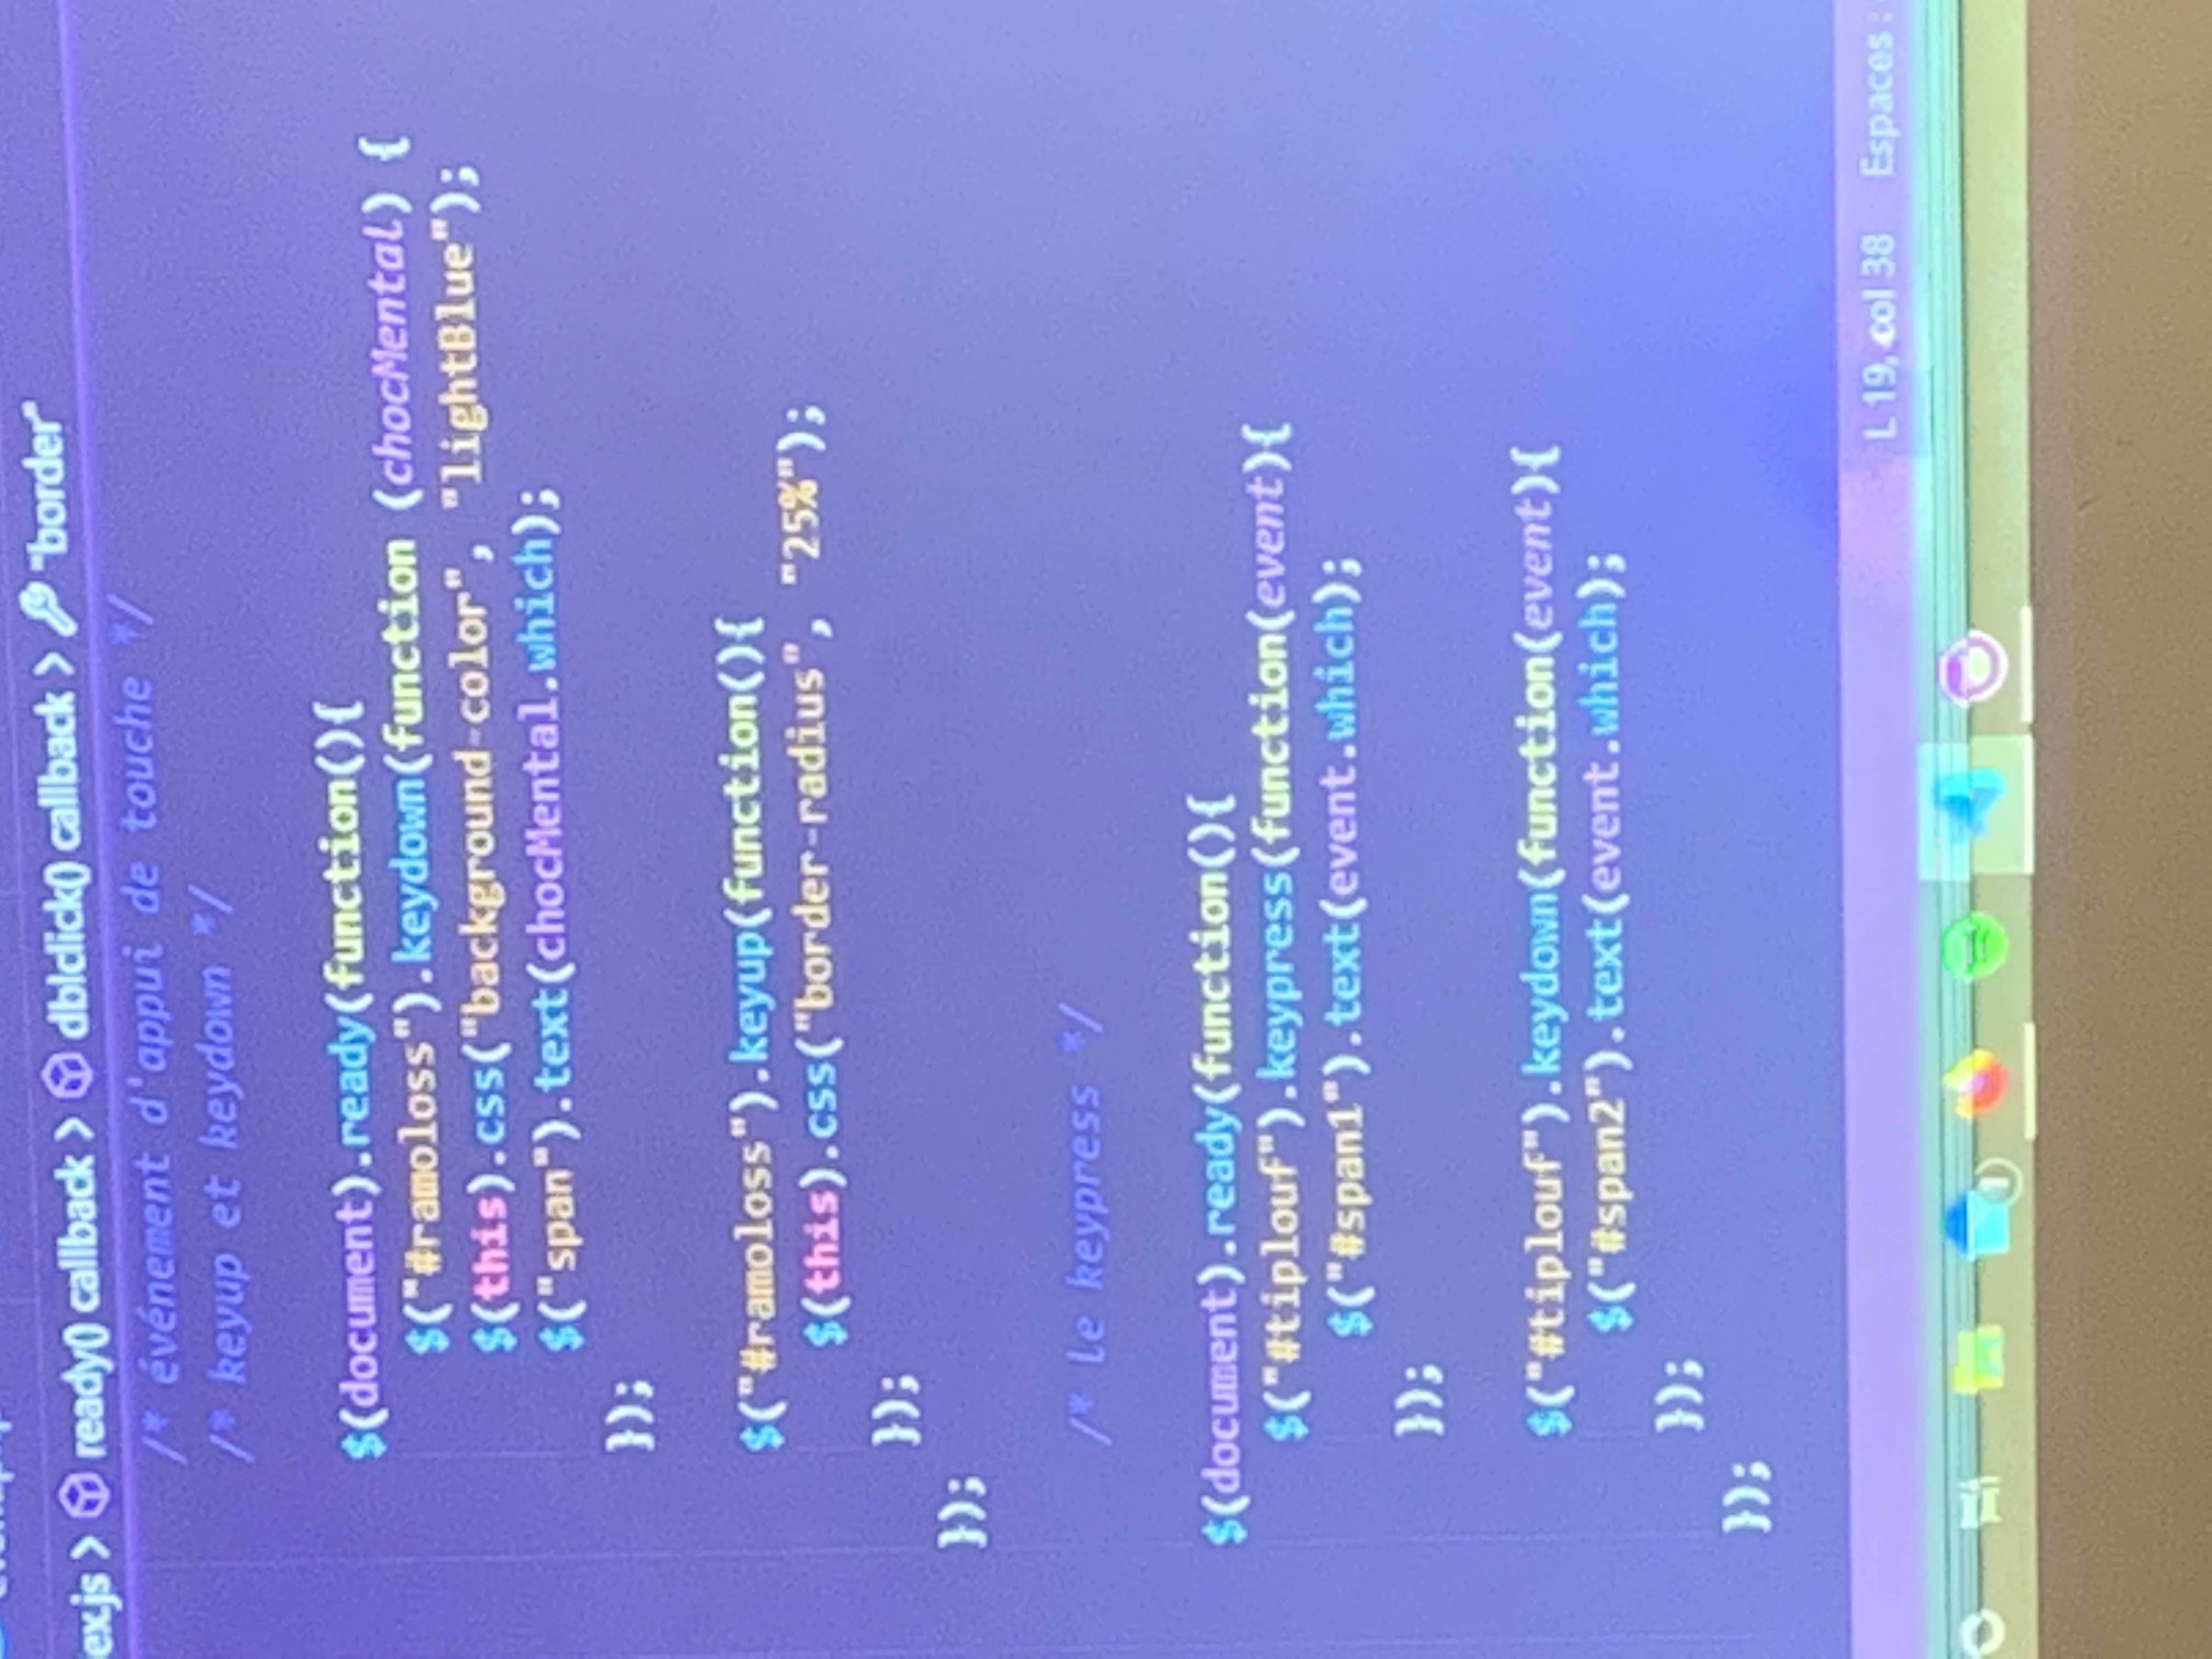 ex.js > ready() callback > dblclick() callback > "border"
/* événement d'appui de touche */
/* keyup et keydown */
$(document).ready(function(){
$("#ramoloss").keydown(function (chocMental) {
$(this).css("background-color", "lightBlue");
$("span").text(chocMental.which);
});
$("#ramoloss").keyup(function(){
$(this).css("border-radius", "25%");
});
});
/* le keypress */
$(document).ready(function(){
$("#tiplouf").keypress(function(event){
$("#span1").text(event.which);
});
$("#tiplouf").keydown(function(event){
$("#span2").text(event.which);
});
});
L 19, col 38 Espaces :